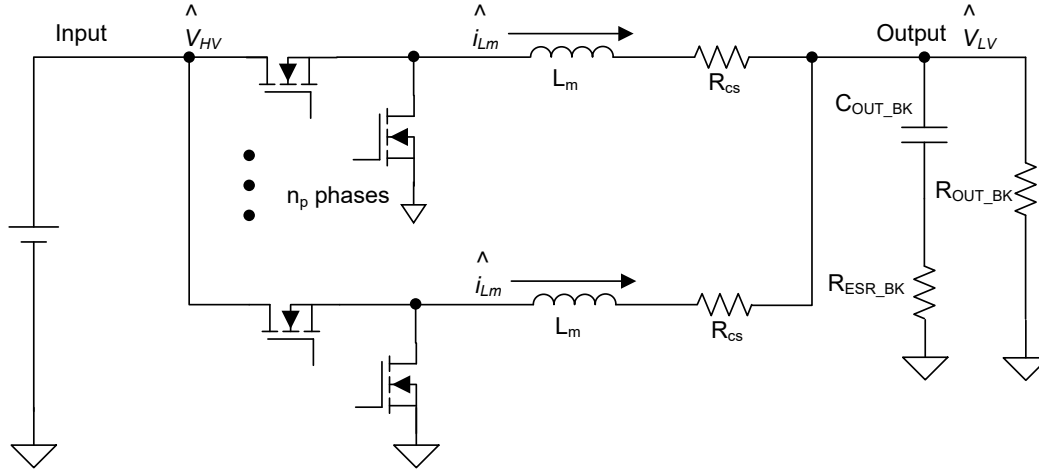 Input
^
V_HV
^
i_Lm
Output
^
V_LV
L_m
R_cs
C_OUT_BK
R_OUT_BK
n_p phases
^
i_Lm
R_ESR_BK
L_m
R_cs